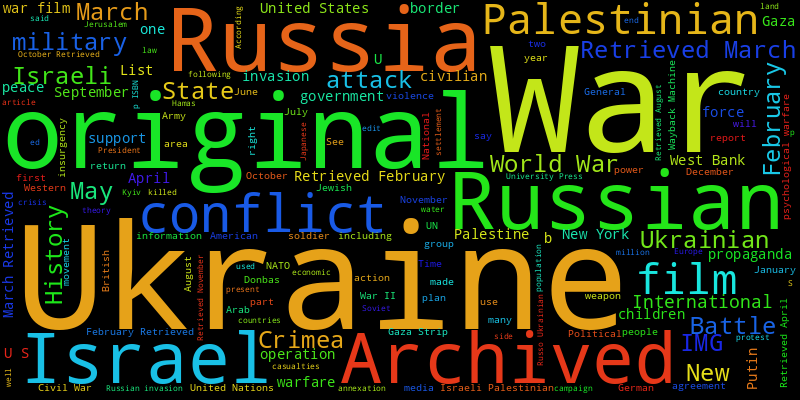 war film
March
said
Jerusalem
one
October Retrieved
military
law
Russia
According
United States
border
U
Palestinian
land
Gaza
end
two
year
Retrieved March
Israeli
List
invasion
attack
civilian
peace
September
ISBN
p
following
State
June
government
violence
General
country
February
article
Hamas
Army
July
original
War
insurgency
ed
support
President
area
right
Japanese
edit
See
National
settlement
say
Retrieved August
Wayback Machine
force
will
report
psychological warfare
World War
West Bank
return
first
Western
April
October
Retrieved February
University Press
power
December
May
Kyiv
killed
Jewish
Russian
March Retrieved
crisis
theory
conflict
November
water
UN
History
movement
information
American
soldier
including
Palestine
b
New York
Ukrainian
group
million
Europe
propaganda
Ukraine
British
August
Retrieved November
used
NATO
economic
action
Time
made
population
film
January
s
present
Donbas
part
Arab
countries
War II
Soviet
plan
use
many
weapon
International
children
February Retrieved
Gaza Strip
side
Russo Ukrainian
Political
people
Battle
protest
Retrieved April
U S
Israel
Crimea
operation
casualties
Archived
IMG
Putin
well
warfare
New
Civil War
Russian invasion
United Nations
annexation
media
Israeli Palestinian
campaign
German
agreement